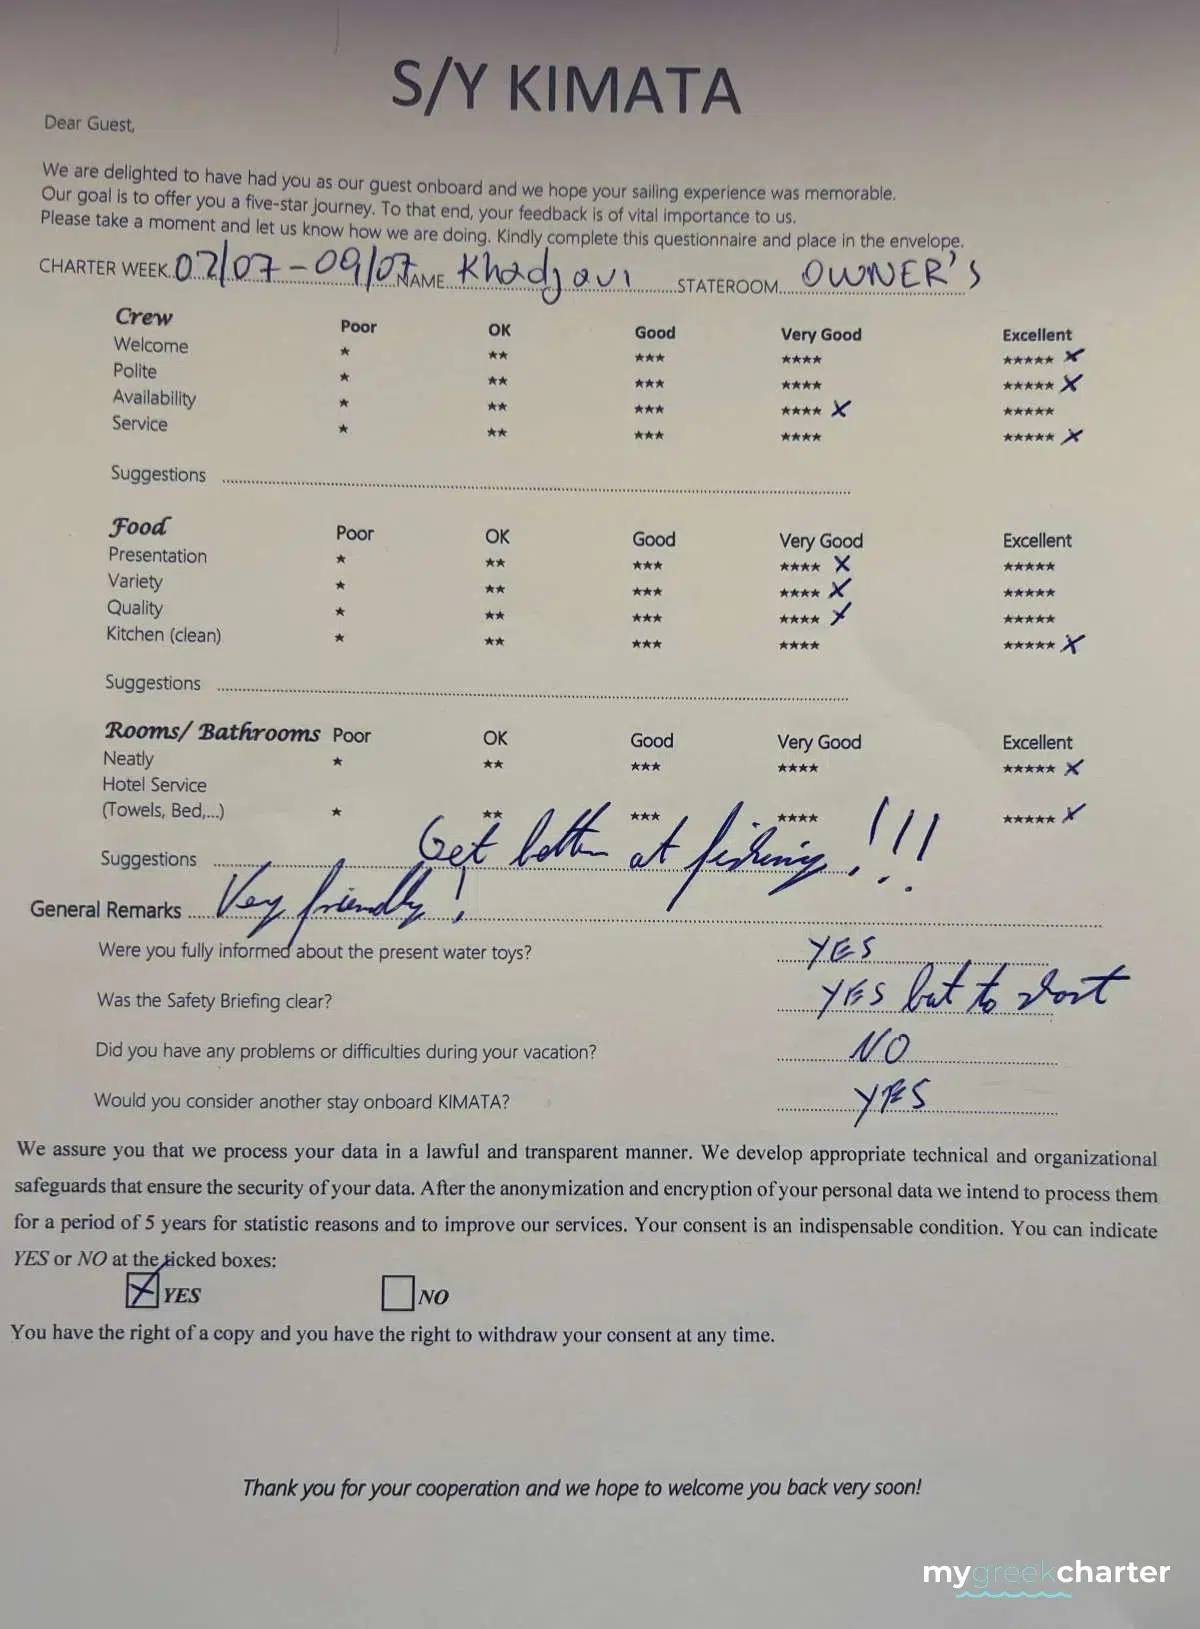 S/Y KIMATA
Dear Guest,
We are delighted to have had you as our guest onboard and we hope your sailing experience was memorable.
Our goal is to offer you a five-star journey. To that end, your feedback is of vital importance to us.
Please take a moment and let us know how we are doing. Kindly complete this questionnaire and place in the envelope.
CHARTER WEEK 02/07-09/07 NAME Khadjavi STATEROOM OWNER'S
Crew Poor OK Good Very Good Excellent
Welcome * ** *** **** ***** X
Polite * ** *** **** ***** X
Availability * ** *** **** X *****
Service * ** *** **** ***** X
Suggestions
Food Poor OK Good Very Good Excellent
Presentation * ** *** **** X *****
Variety * ** *** **** X *****
Quality * ** *** **** X *****
Kitchen (clean) * ** *** **** ***** X
Suggestions
Rooms/ Bathrooms Poor OK Good Very Good Excellent
Neatly * ** *** **** ***** X
Hotel Service
(Towels, Bed,...) * ** *** **** ***** X
Suggestions Get better at fishing!!!
General Remarks Very friendly!
Were you fully informed about the present water toys? YES
Was the Safety Briefing clear? YES but to short
Did you have any problems or difficulties during your vacation? NO
Would you consider another stay onboard KIMATA? YES
We assure you that we process your data in a lawful and transparent manner. We develop appropriate technical and organizational
safeguards that ensure the security of your data. After the anonymization and encryption of your personal data we intend to process them
for a period of 5 years for statistic reasons and to improve our services. Your consent is an indispensable condition. You can indicate
YES or NO at the ticked boxes:
X YES NO
You have the right of a copy and you have the right to withdraw your consent at any time.
Thank you for your cooperation and we hope to welcome you back very soon!
mygreekcharter